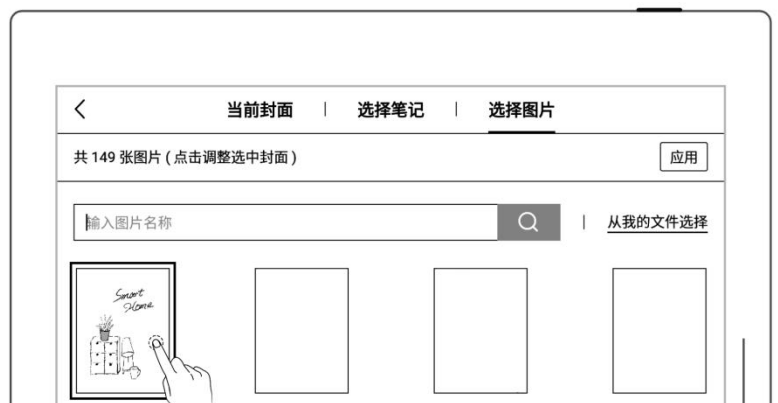 当前封面 | 选择笔记 | 选择图片
共 149 张图片 ( 点击调整选中封面 )
应用
输入图片名称
| 从我的文件选择
Smart
Home